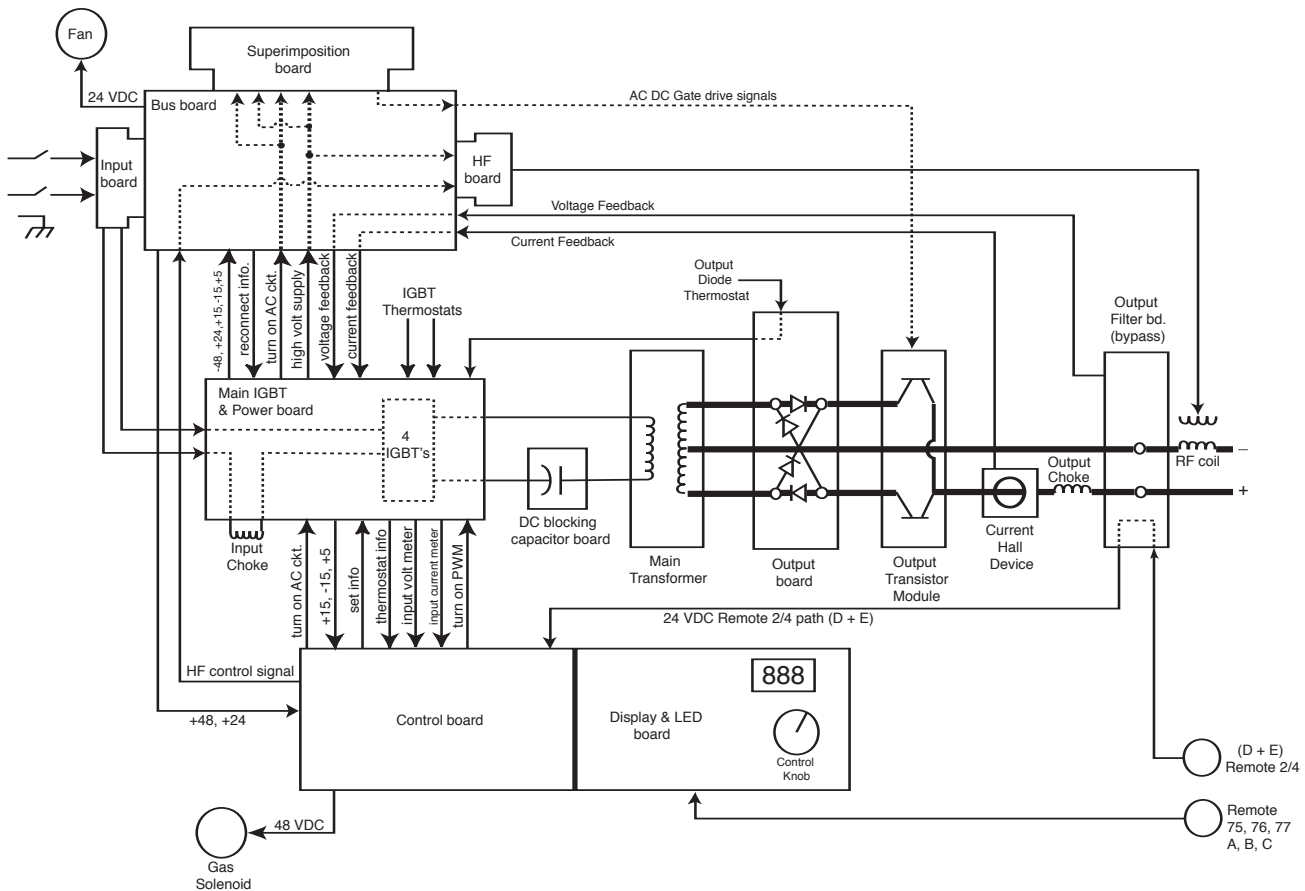 Fan
Superimposition
board
24 VDC
Bus board
AC DC Gate drive signals
Input
board
HF
board
Voltage Feedback
Current Feedback
-48, +24,+15,-15,+5
reconnect info.
turn on AC ckt.
high volt supply
voltage feedback
current feedback
IGBT
Thermostats
Output
Diode
Thermostat
Output
Filter bd.
(bypass)
Main IGBT
& Power board
4
IGBT's
RF coil
–
+
Output
Choke
DC blocking
capacitor board
Input
Choke
Main
Transformer
Output
board
Output
Transistor
Module
Current
Hall
Device
turn on AC ckt.
+15, -15, +5
set info
thermostat info
input volt meter
input current meter
turn on PWM
24 VDC Remote 2/4 path (D + E)
HF control signal
+48, +24
Control board
Display & LED
board
888
Control
Knob
(D + E)
Remote 2/4
Remote
75, 76, 77
A, B, C
48 VDC
Gas
Solenoid